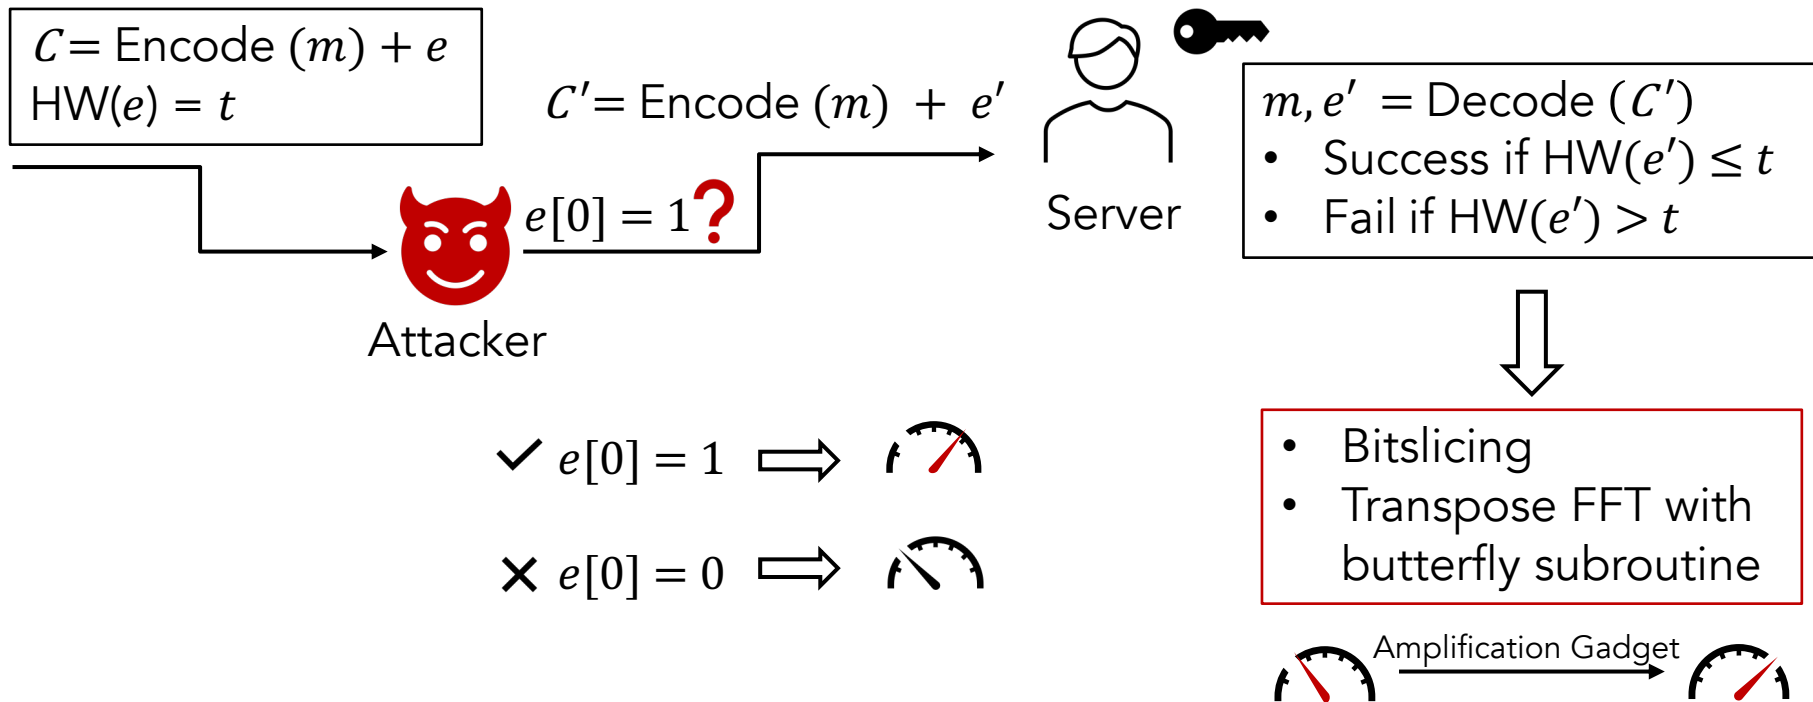 C = Encode (m) + e
HW(e) = t
C′= Encode (m) + e′
m, e′ = Decode (C′)
• Success if HW(e′) ≤ t
• Fail if HW(e′) > t
e[0] = 1?
Server
Attacker
✓ e[0] = 1
✕ e[0] = 0
• Bitslicing
• Transpose FFT with
butterfly subroutine
Amplification Gadget